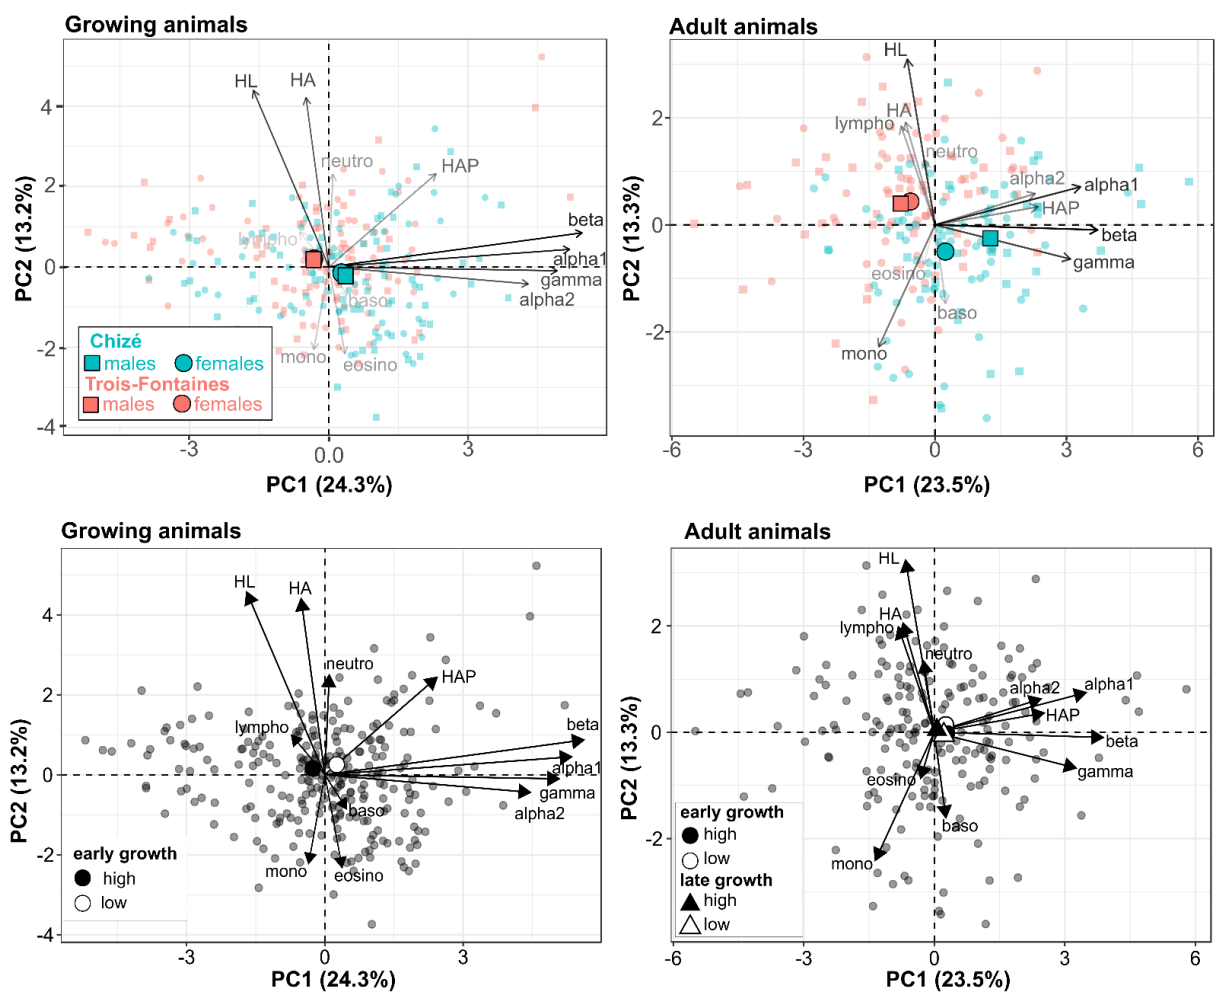 Growing animals
PC2 (13.2%)
4
2
0
-2
-4
HL
HA
neutro
HAP
lympho
beta
alpha1
gamma
alpha2
baso
mono
eosino
Chizé
males
females
Trois-Fontaines
males
females
-3
0.0
3
PC1 (24.3%)
Adult animals
PC2 (13.3%)
2
0
-2
HL
HA
lympho
neutro
alpha2
alpha1
HAP
beta
gamma
eosino
baso
mono
-6
-3
0
3
6
PC1 (23.5%)
Growing animals
PC2 (13.2%)
4
2
0
-2
-4
HL
HA
neutro
HAP
lympho
beta
alpha1
gamma
alpha2
baso
mono
eosino
early growth
high
low
-3
0
3
PC1 (24.3%)
Adult animals
PC2 (13.3%)
2
0
-2
HL
HA
lympho
neutro
alpha2
alpha1
HAP
beta
gamma
eosino
baso
mono
early growth
high
low
late growth
high
low
-6
-3
0
3
6
PC1 (23.5%)